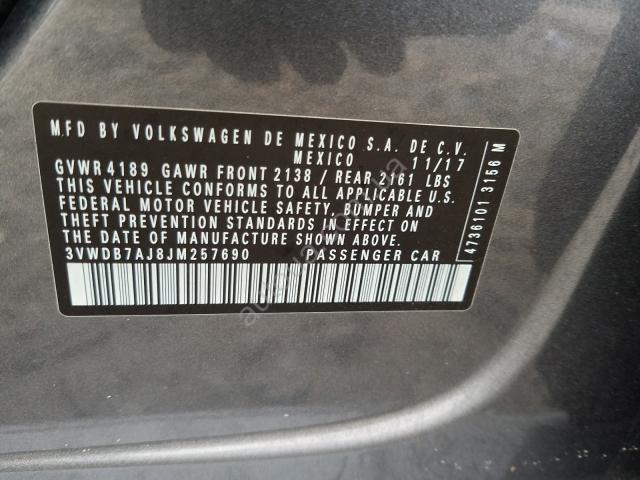 MFD BY VOLKSWAGEN DE MEXICO S.A. DE C.V.
MEXICO 11/17
GVWR 4189 GAWR FRONT 2138 / REAR 2161 LBS
THIS VEHICLE CONFORMS TO ALL APPLICABLE U.S.
FEDERAL MOTOR VEHICLE SAFETY, BUMPER AND
THEFT PREVENTION STANDARDS IN EFFECT ON
THE DATE OF MANUFACTURE SHOWN ABOVE.
3VWDB7AJ8JM257690 PASSENGER CAR
4736101 3156 M